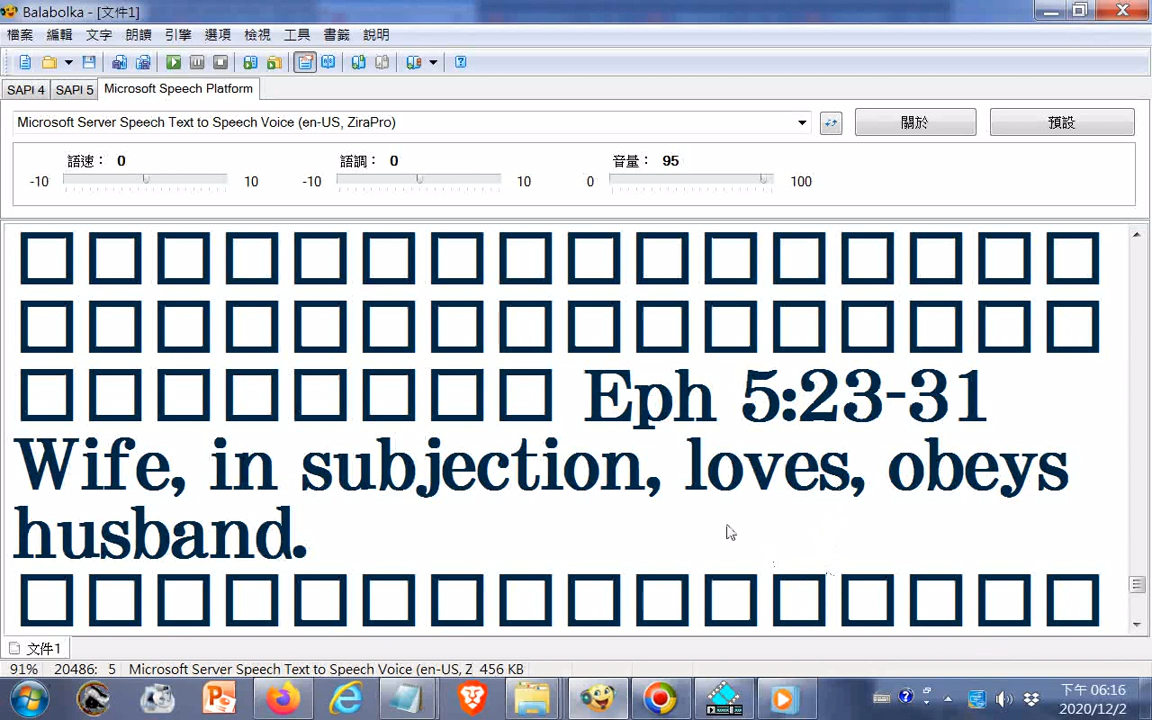 Balabolka - [文件1]
檔案 編輯 文字 朗讀 引擎 選項 檢視 工具 書籤 說明
SAPI 4 SAPI 5 Microsoft Speech Platform
Microsoft Server Speech Text to Speech Voice (en-US, ZiraPro) 關於 預設
語速： 0 語調： 0 音量： 95
-10 10 -10 10 0 100
□□□□□□□□□□□□□□□□
□□□□□□□□□□□□□□□□
□□□□□□□□ Eph 5:23-31
Wife, in subjection, loves, obeys
husband.
□□□□□□□□□□□□□□□□
文件1
91% 20486: 5 Microsoft Server Speech Text to Speech Voice (en-US, Z 456 KB
下午 06:16
2020/12/2